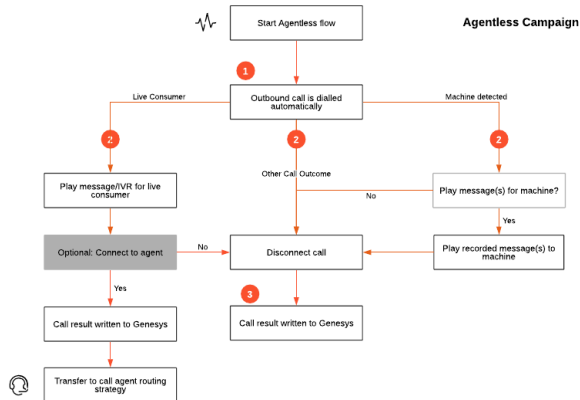 Start Agentless flow
Agentless Campaign
1
Live Consumer
Outbound call is dialled
automatically
Machine detected
2
2
2
Play message/IVR for live
consumer
Other Call Outcome
Play message(s) for machine?
No
Yes
Optional: Connect to agent
No
Disconnect call
Play recorded message(s) to
machine
Yes
3
Call result written to Genesys
Call result written to Genesys
Transfer to call agent routing
strategy